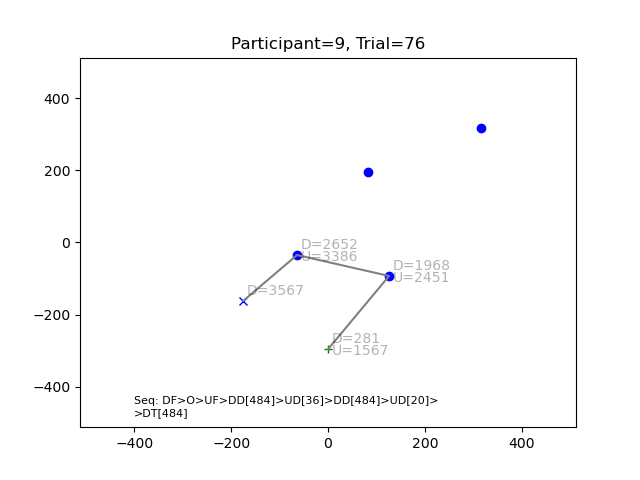 Participant=9, Trial=76
400
200
0
−200
−400
D=2652
U=3386
D=1968
U=2451
D=3567
D=281
U=1567
Seq: DF>O>UF>DD[484]>UD[36]>DD[484]>UD[20]>
>DT[484]
−400
−200
0
200
400